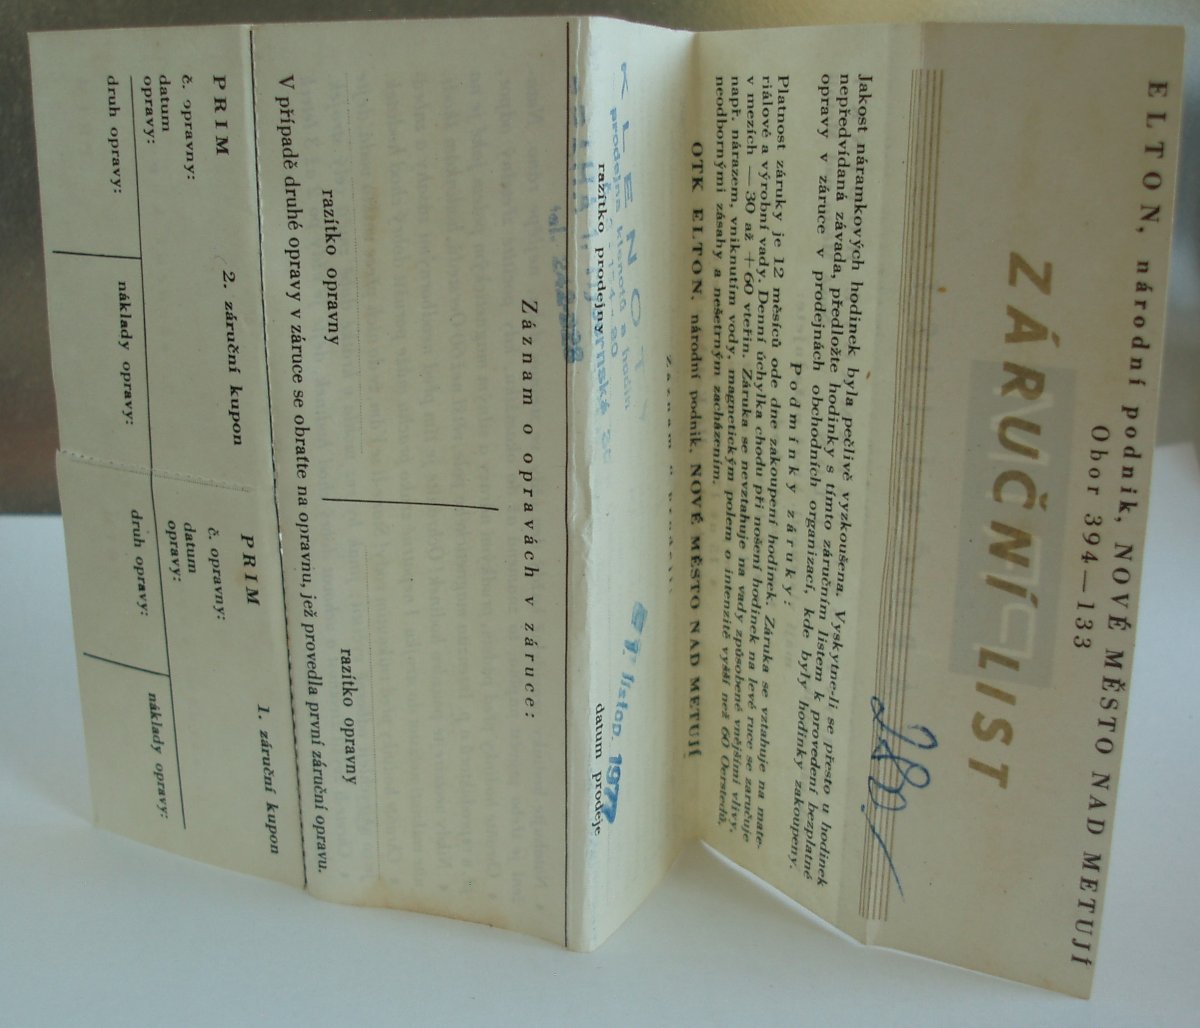 ELTON, národní podnik, NOVÉ MĚSTO NAD METUJÍ
Obor 394—133
ZÁRUČNÍ LIST
Jakost náramkových hodinek byla pečlivě vyzkoušena. Vyskytne-li se přesto u hodinek
nepředvídaná závada, předložte hodinky s tímto záručním listem k provedení bezplatné
opravy v záruce v prodejnách obchodních organizací, kde byly hodinky zakoupeny.
Podmínky záruky:
Platnost záruky je 12 měsíců ode dne zakoupení hodinek. Záruka se vztahuje na mate-
riálové a výrobní vady. Denní úchylka chodu při nošení hodinek na levé ruce se zaručuje
v mezích — 30 až + 60 vteřin. Záruka se nevztahuje na vady způsobené vnějšími vlivy,
např. nárazem, vniknutím vody, magnetickým polem o intenzitě vyšší než 60 Oerstedů,
neodbornými zásahy a nešetrným zacházením.
OTK ELTON, národní podnik, NOVÉ MĚSTO NAD METUJÍ
KLENOTY
prodejna klenotů a hodin
21. listop. 1977
razítko prodejny
datum prodeje
Záznam o opravách v záruce:
razítko opravny
razítko opravny
V případě druhé opravy v záruce se obraťte na opravnu, jež provedla první záruční opravu.
PRIM
2. záruční kupon
č. opravny:
datum
opravy:
druh opravy:
náklady opravy:
PRIM
1. záruční kupon
č. opravny:
datum
opravy:
druh opravy:
náklady opravy: